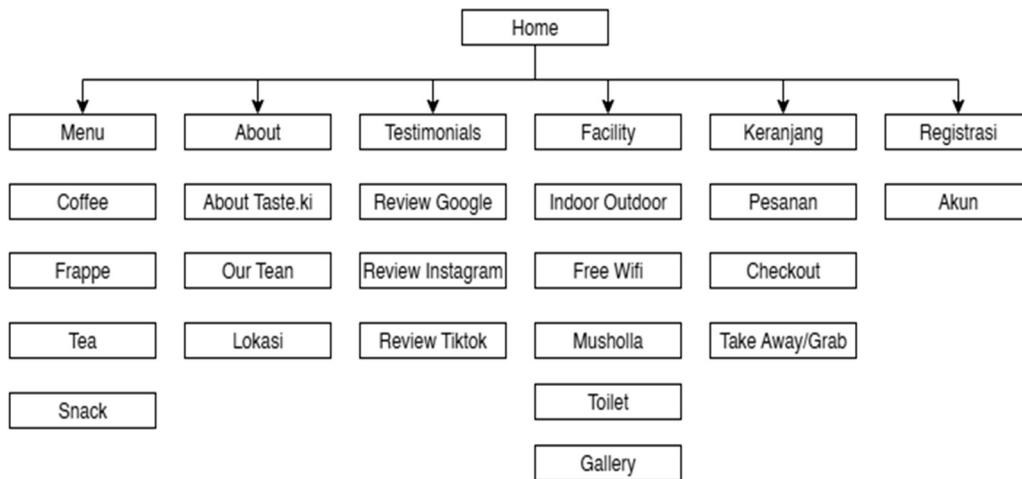 Home
Menu About Testimonials Facility Keranjang Registrasi
Coffee About Taste.ki Review Google Indoor Outdoor Pesanan Akun
Frappe Our Tean Review Instagram Free Wifi Checkout
Tea Lokasi Review Tiktok Musholla Take Away/Grab
Snack Toilet
Gallery